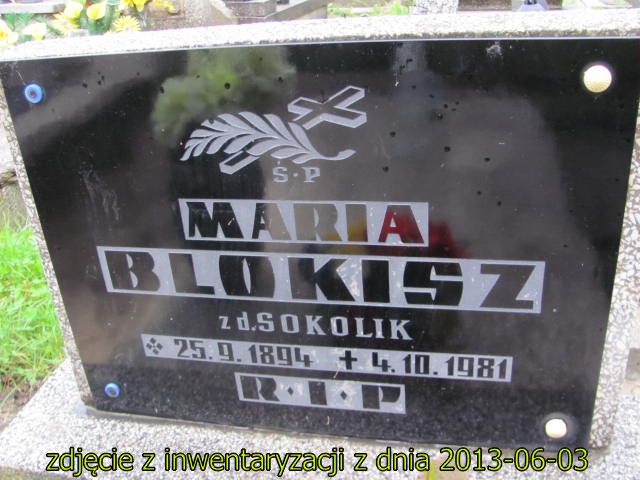 Ś.P
MARIA
BLOKISZ
z d. SOKOLIK
25.9.1894 + 4.10.1981
R·I·P
zdjęcie z inwentaryzacji z dnia 2013-06-03